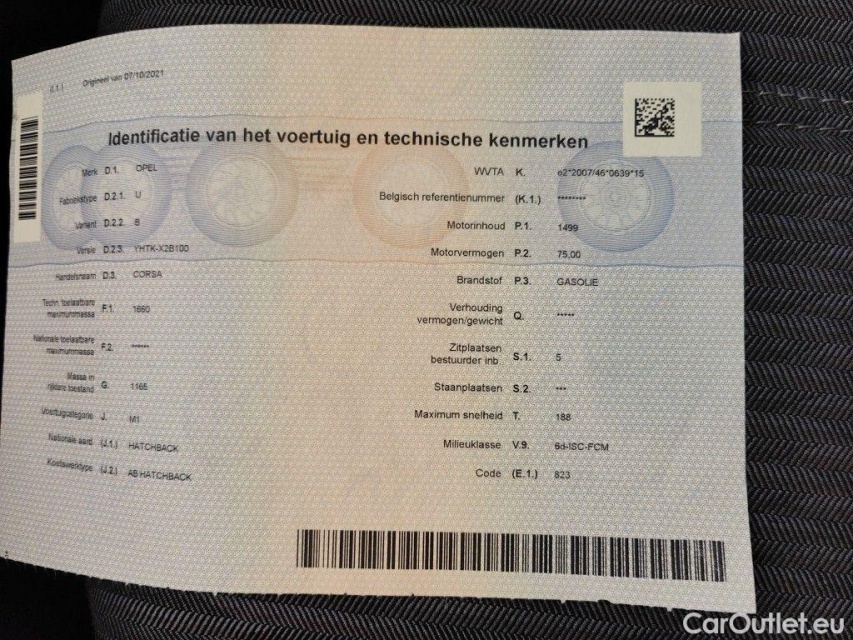 (I.1.) Origineel van 07/10/2021
Identificatie van het voertuig en technische kenmerken
Merk D.1. OPEL
Fabriekstype D.2.1. U
Variant D.2.2. B
Versie D.2.3. YHTK-X2B100
Handelsnaam D.3. CORSA
Techn. toelaatbare
maximummassa F.1. 1660
Nationale toelaatbare
maximummassa F.2. ******
Massa in
rijklare toestand G. 1165
Voertuigcategorie J. M1
Nationale aard (J.1.) HATCHBACK
Koetswerktype (J.2.) AB HATCHBACK
WVTA K. e2*2007/46*0639*15
Belgisch referentienummer (K.1.) ********
Motorinhoud P.1. 1499
Motorvermogen P.2. 75,00
Brandstof P.3. GASOLIE
Verhouding
vermogen/gewicht Q. *****
Zitplaatsen
bestuurder inb. S.1. 5
Staanplaatsen S.2. ***
Maximum snelheid T. 188
Milieuklasse V.9. 6d-ISC-FCM
Code (E.1.) 823
CarOutlet.eu